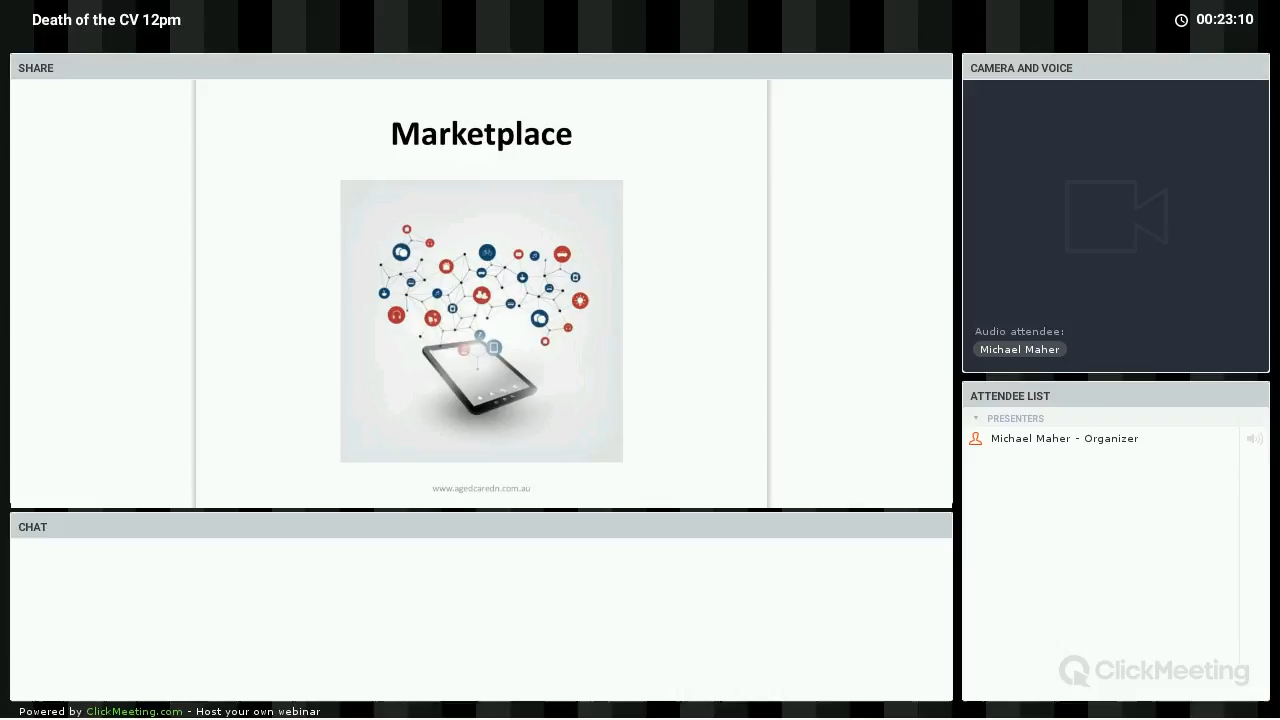 Death of the CV 12pm
00:23:10
SHARE
Marketplace
www.agedcaredn.com.au
CHAT
CAMERA AND VOICE
Audio attendee:
Michael Maher
ATTENDEE LIST
PRESENTERS
Michael Maher - Organizer
ClickMeeting
Powered by ClickMeeting.com - Host your own webinar